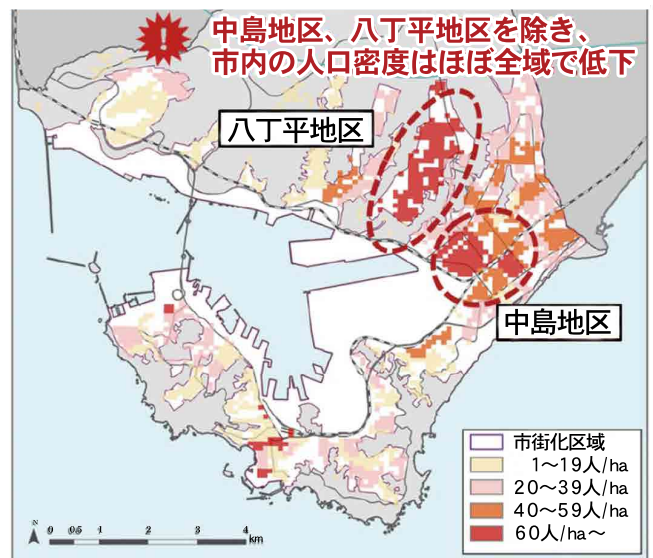 !
中島地区、八丁平地区を除き、
市内の人口密度はほぼ全域で低下
八丁平地区
中島地区
市街化区域
1〜19人/ha
20〜39人/ha
40〜59人/ha
60人/ha〜
N
0 0.5 1 2 3 4
km